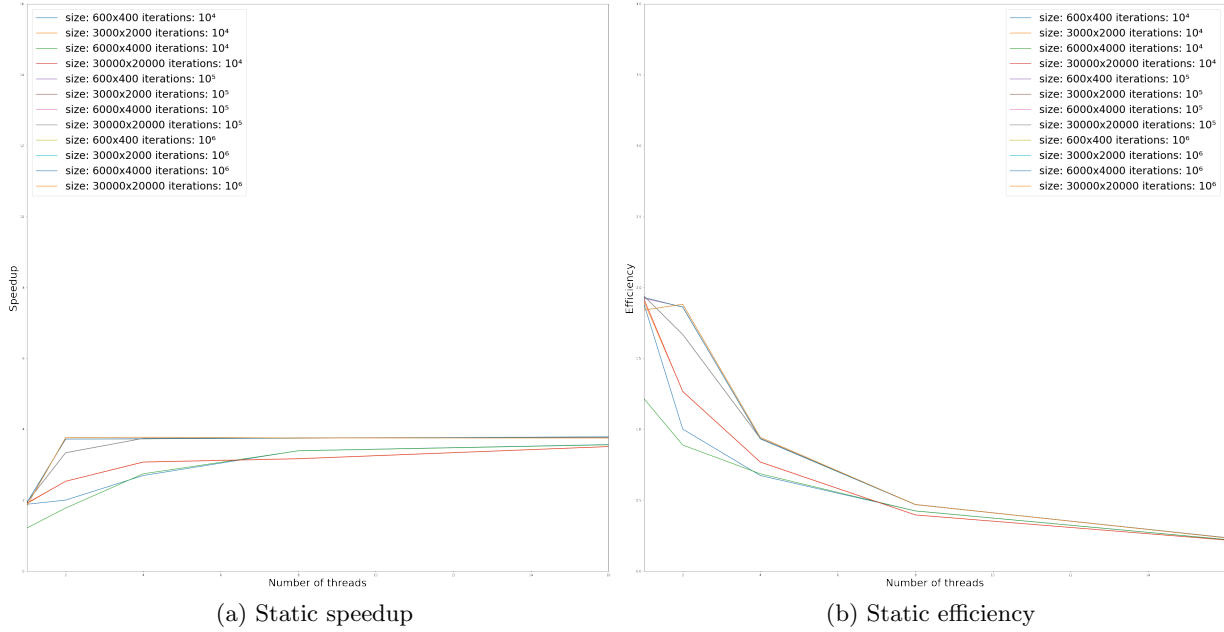 size: 600x400 iterations: 10⁴
size: 3000x2000 iterations: 10⁴
size: 6000x4000 iterations: 10⁴
size: 30000x20000 iterations: 10⁴
size: 600x400 iterations: 10⁵
size: 3000x2000 iterations: 10⁵
size: 6000x4000 iterations: 10⁵
size: 30000x20000 iterations: 10⁵
size: 600x400 iterations: 10⁶
size: 3000x2000 iterations: 10⁶
size: 6000x4000 iterations: 10⁶
size: 30000x20000 iterations: 10⁶
Speedup
Number of threads
(a) Static speedup
size: 600x400 iterations: 10⁴
size: 3000x2000 iterations: 10⁴
size: 6000x4000 iterations: 10⁴
size: 30000x20000 iterations: 10⁴
size: 600x400 iterations: 10⁵
size: 3000x2000 iterations: 10⁵
size: 6000x4000 iterations: 10⁵
size: 30000x20000 iterations: 10⁵
size: 600x400 iterations: 10⁶
size: 3000x2000 iterations: 10⁶
size: 6000x4000 iterations: 10⁶
size: 30000x20000 iterations: 10⁶
Efficiency
Number of threads
(b) Static efficiency